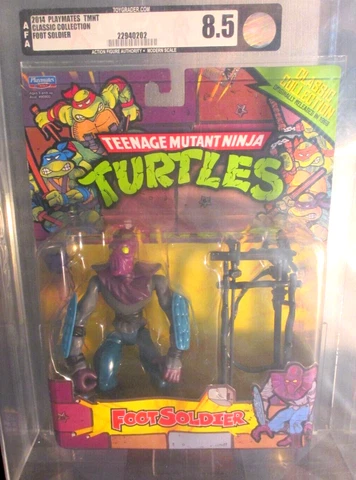 TOYGRADER.COM
AFA
2014 PLAYMATES TMNT
CLASSIC COLLECTION
FOOT SOLDIER
22940202
8.5
ACTION FIGURE AUTHORITY • MODERN SCALE
Playmates
TEENAGE MUTANT NINJA
TURTLES
FOOT SOLDIER